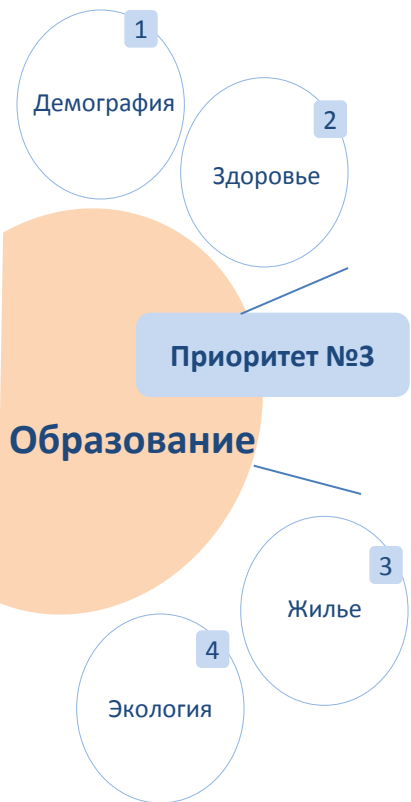 1
Демография
2
Здоровье
Приоритет №3
Образование
3
Жилье
4
Экология